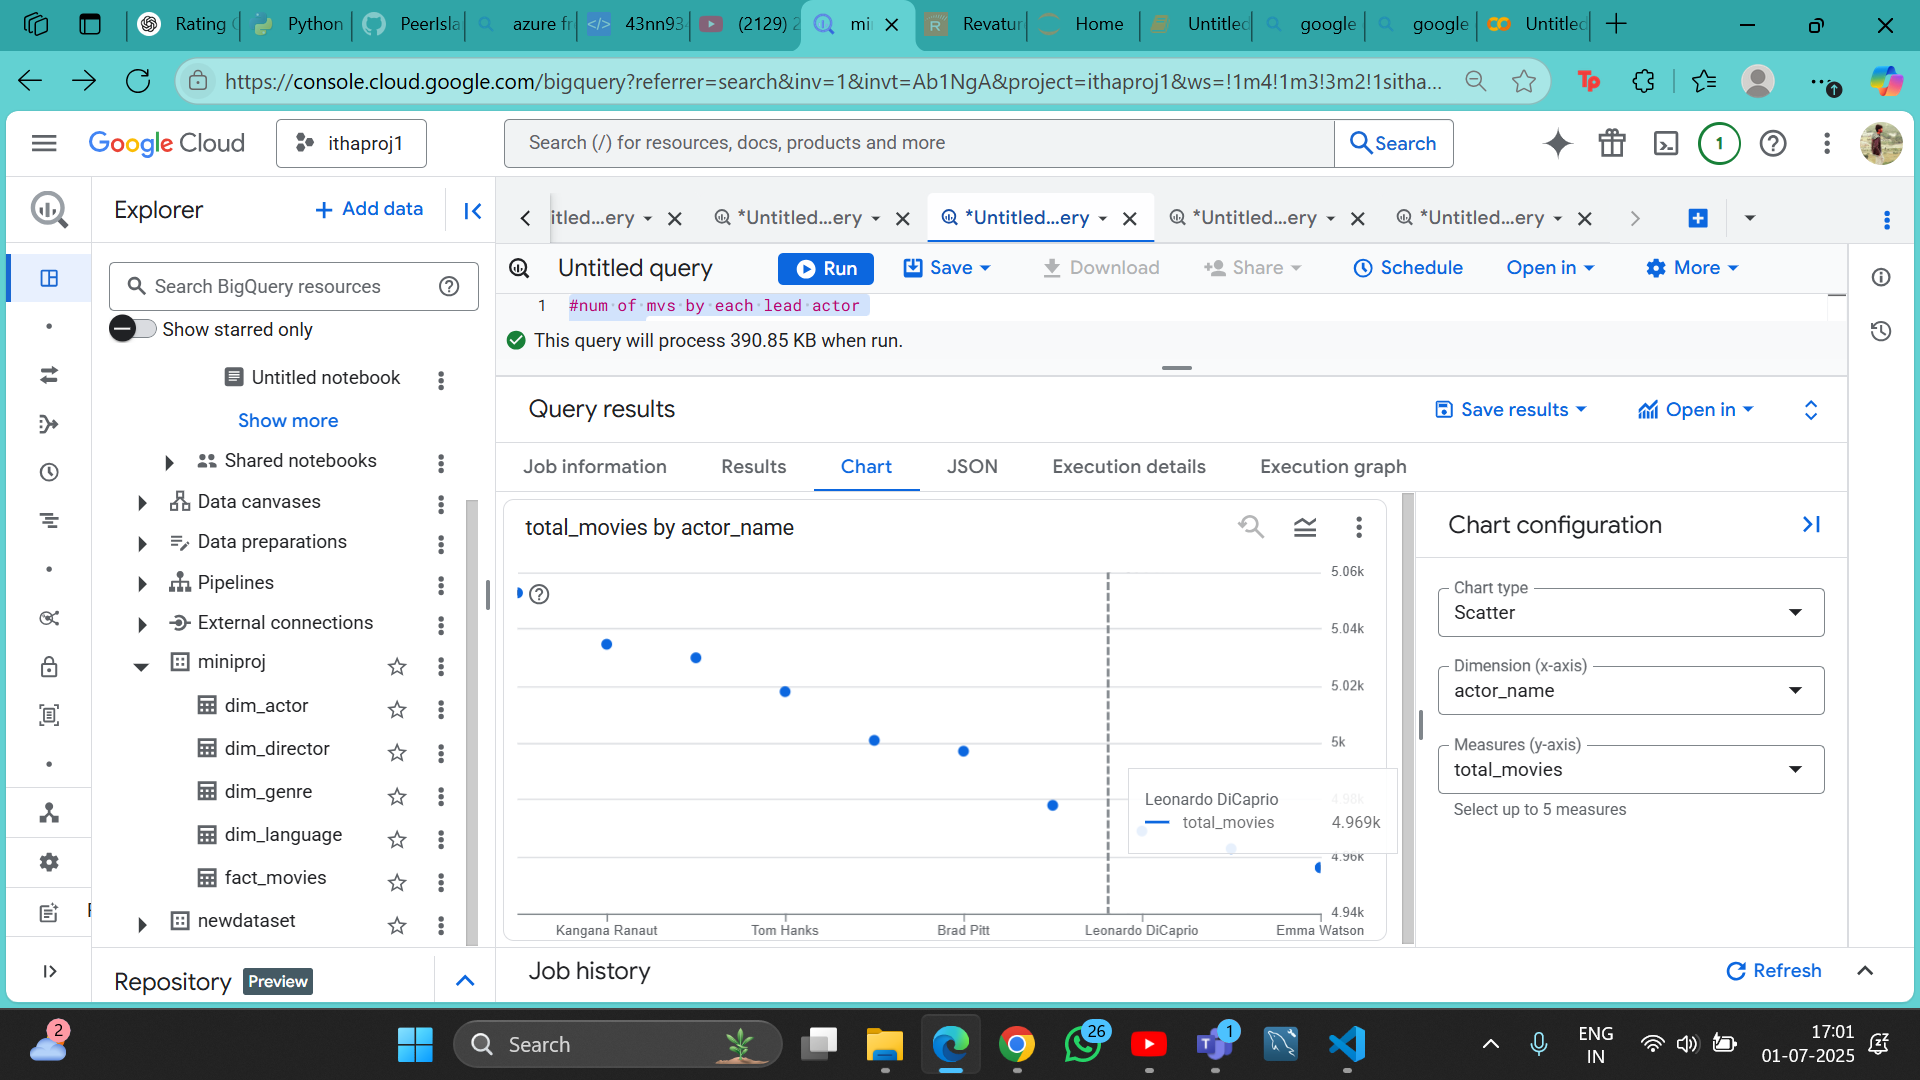 Rating (
Python
PeerIsla
azure fr
43nn93
(2129) 2
mi
Revatur
Home
Untitled
google
google
Untitled
https://console.cloud.google.com/bigquery?referrer=search&inv=1&invt=Ab1NgA&project=ithaproj1&ws=!1m4!1m3!3m2!1sitha...
Google Cloud
ithaproj1
Search (/) for resources, docs, products and more
Search
1
Explorer
+ Add data
itled...ery
*Untitled...ery
*Untitled...ery
*Untitled...ery
*Untitled...ery
Search BigQuery resources
Show starred only
Untitled query
Run
Save
Download
Share
Schedule
Open in
More
1 #num of mvs by each lead actor
This query will process 390.85 KB when run.
Untitled notebook
Show more
Shared notebooks
Data canvases
Data preparations
Pipelines
External connections
miniproj
dim_actor
dim_director
dim_genre
dim_language
fact_movies
newdataset
Repository Preview
Query results
Save results
Open in
Job information
Results
Chart
JSON
Execution details
Execution graph
total_movies by actor_name
5.06k
5.04k
5.02k
5k
4.98k
4.96k
4.94k
Leonardo DiCaprio
total_movies 4.969k
Kangana Ranaut
Tom Hanks
Brad Pitt
Leonardo DiCaprio
Emma Watson
Chart configuration
Chart type
Scatter
Dimension (x-axis)
actor_name
Measures (y-axis)
total_movies
Select up to 5 measures
Job history
Refresh
2
Search
26
1
ENG
IN
17:01
01-07-2025